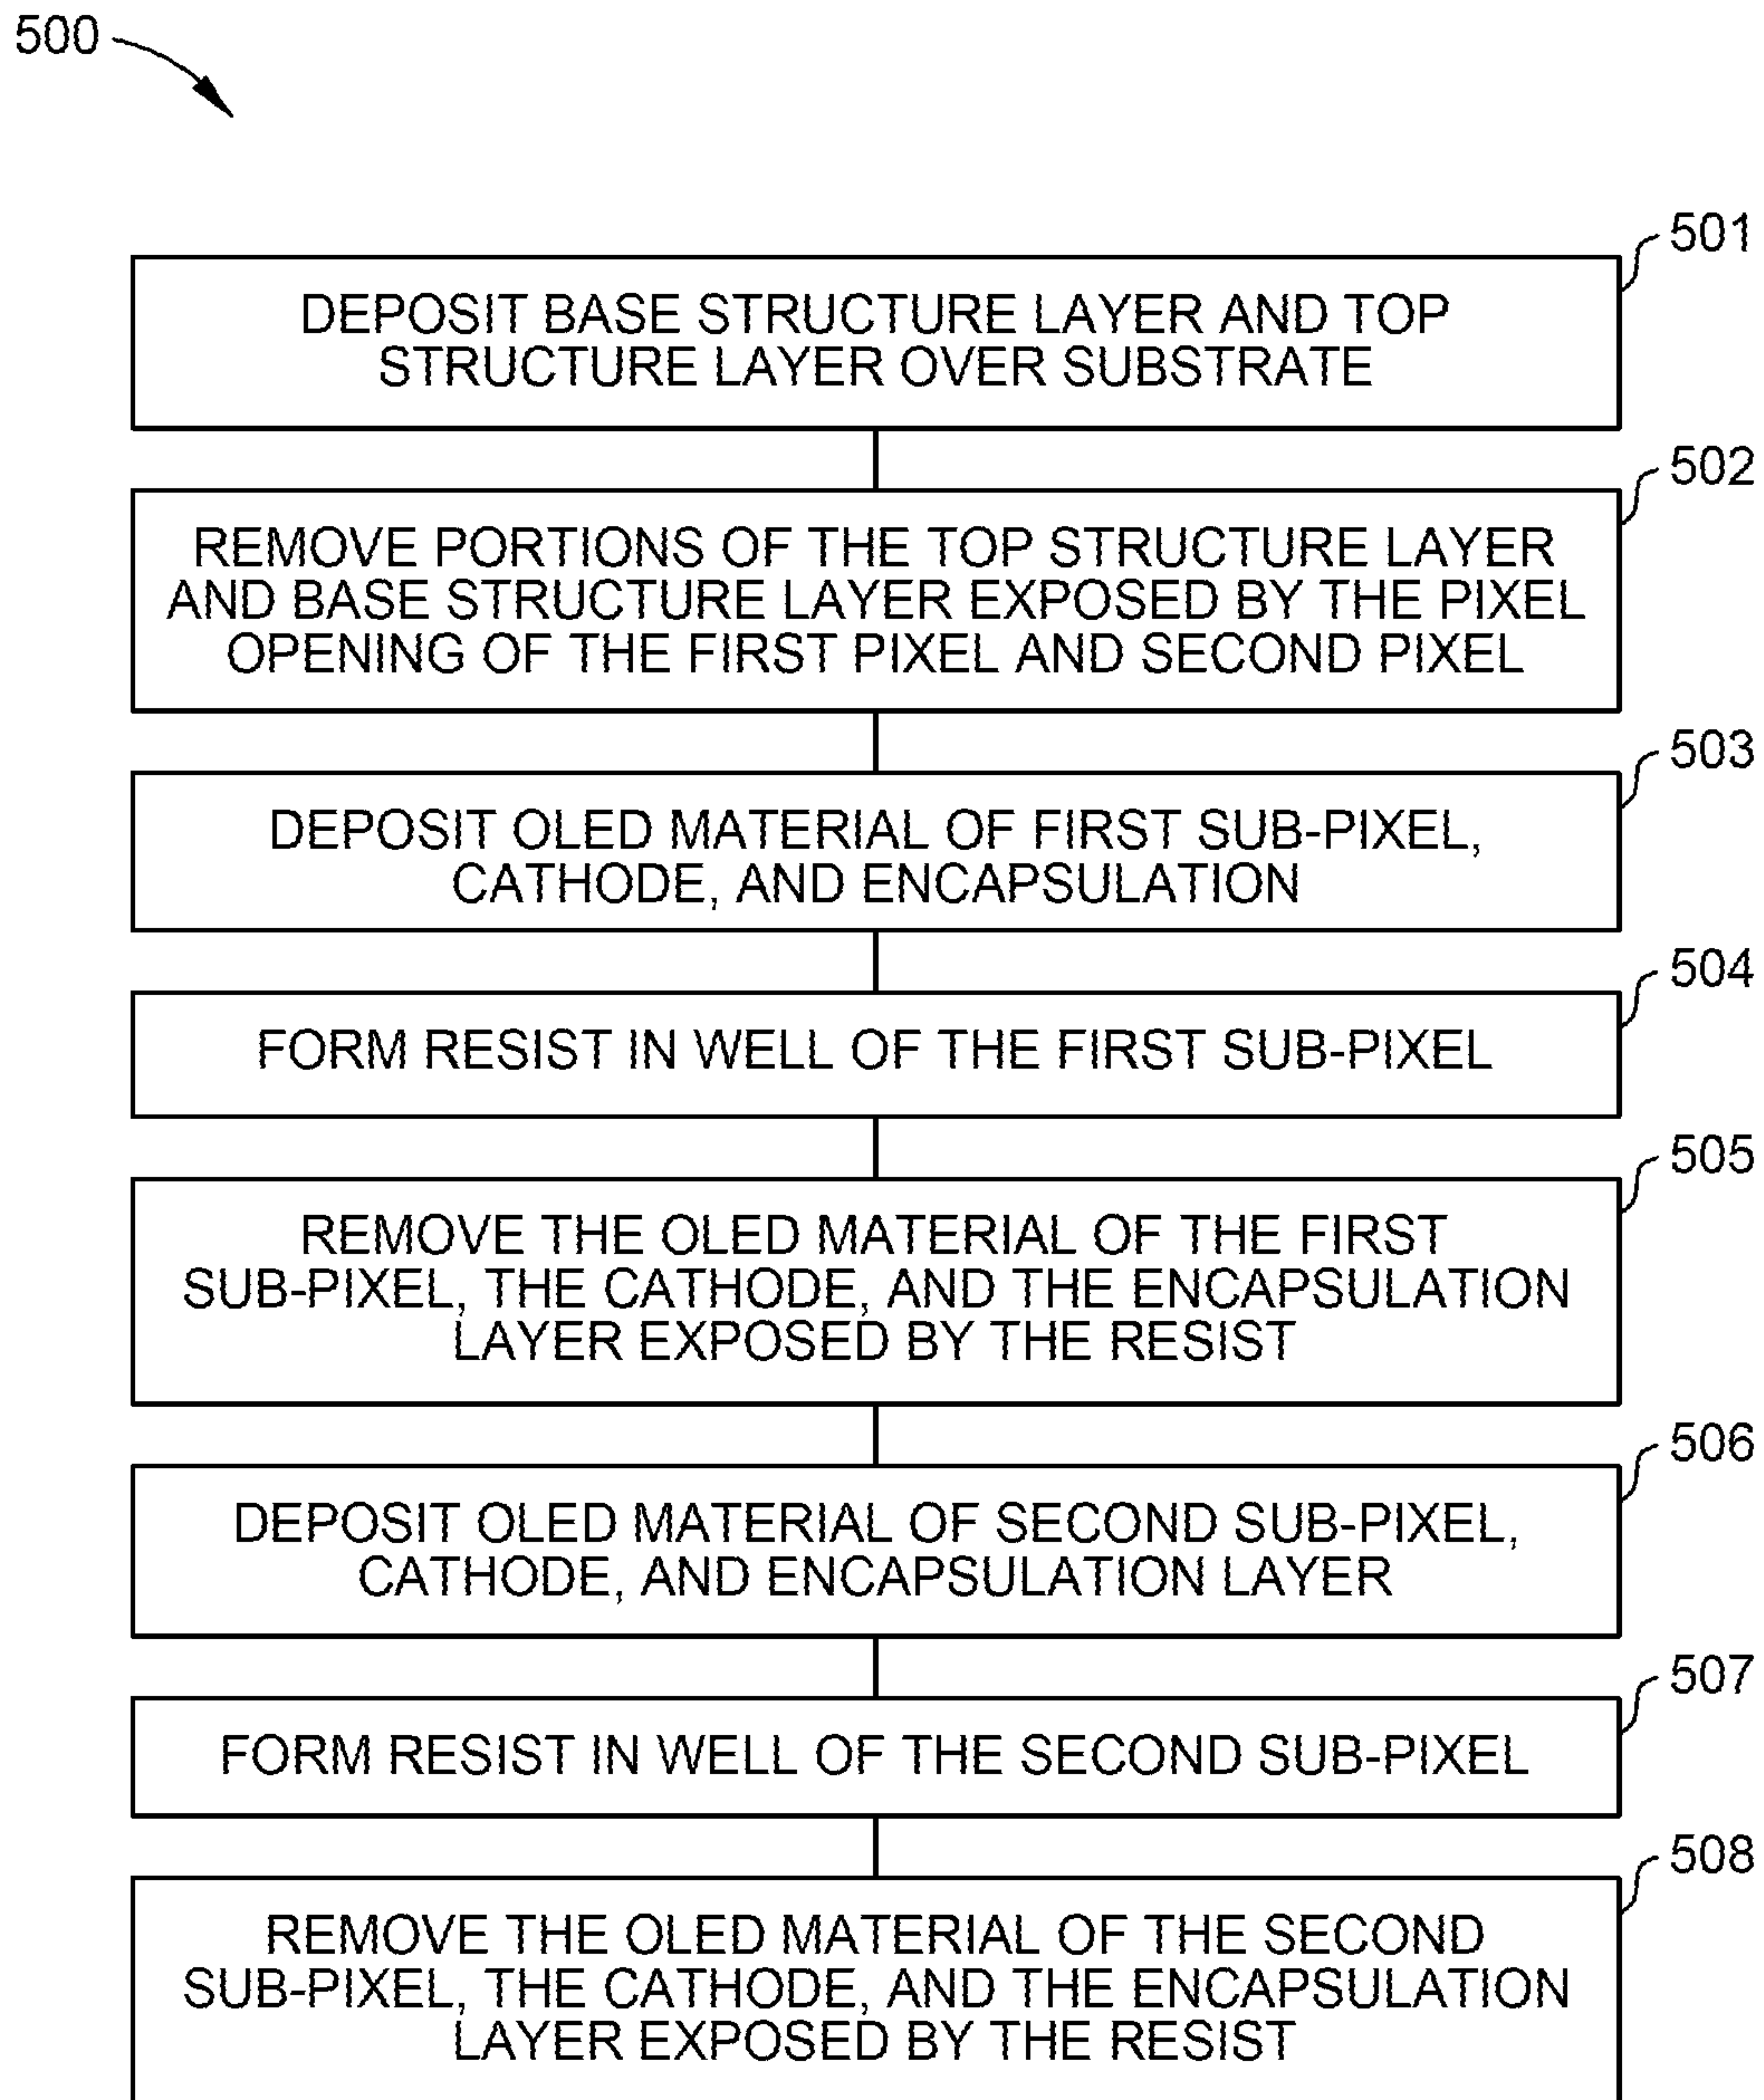 500
501
DEPOSIT BASE STRUCTURE LAYER AND TOP
STRUCTURE LAYER OVER SUBSTRATE
502
REMOVE PORTIONS OF THE TOP STRUCTURE LAYER
AND BASE STRUCTURE LAYER EXPOSED BY THE PIXEL
OPENING OF THE FIRST PIXEL AND SECOND PIXEL
503
DEPOSIT OLED MATERIAL OF FIRST SUB-PIXEL,
CATHODE, AND ENCAPSULATION
504
FORM RESIST IN WELL OF THE FIRST SUB-PIXEL
505
REMOVE THE OLED MATERIAL OF THE FIRST
SUB-PIXEL, THE CATHODE, AND THE ENCAPSULATION
LAYER EXPOSED BY THE RESIST
506
DEPOSIT OLED MATERIAL OF SECOND SUB-PIXEL,
CATHODE, AND ENCAPSULATION LAYER
507
FORM RESIST IN WELL OF THE SECOND SUB-PIXEL
508
REMOVE THE OLED MATERIAL OF THE SECOND
SUB-PIXEL, THE CATHODE, AND THE ENCAPSULATION
LAYER EXPOSED BY THE RESIST